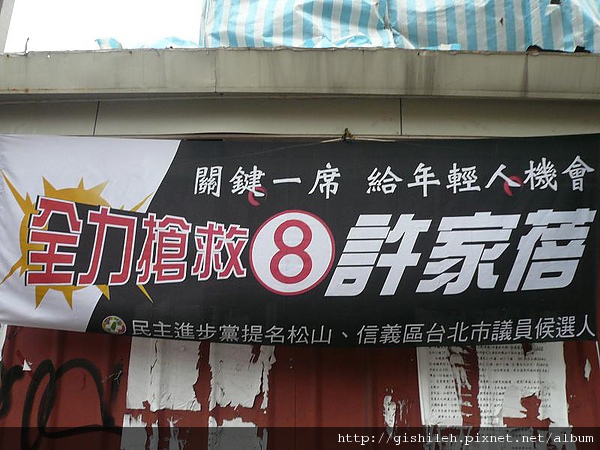 關鍵一席 給年輕人機會
全力搶救 8 許家蓓
民主進步黨提名松山、信義區台北市議員候選人
http://gishileh.pixnet.net/album